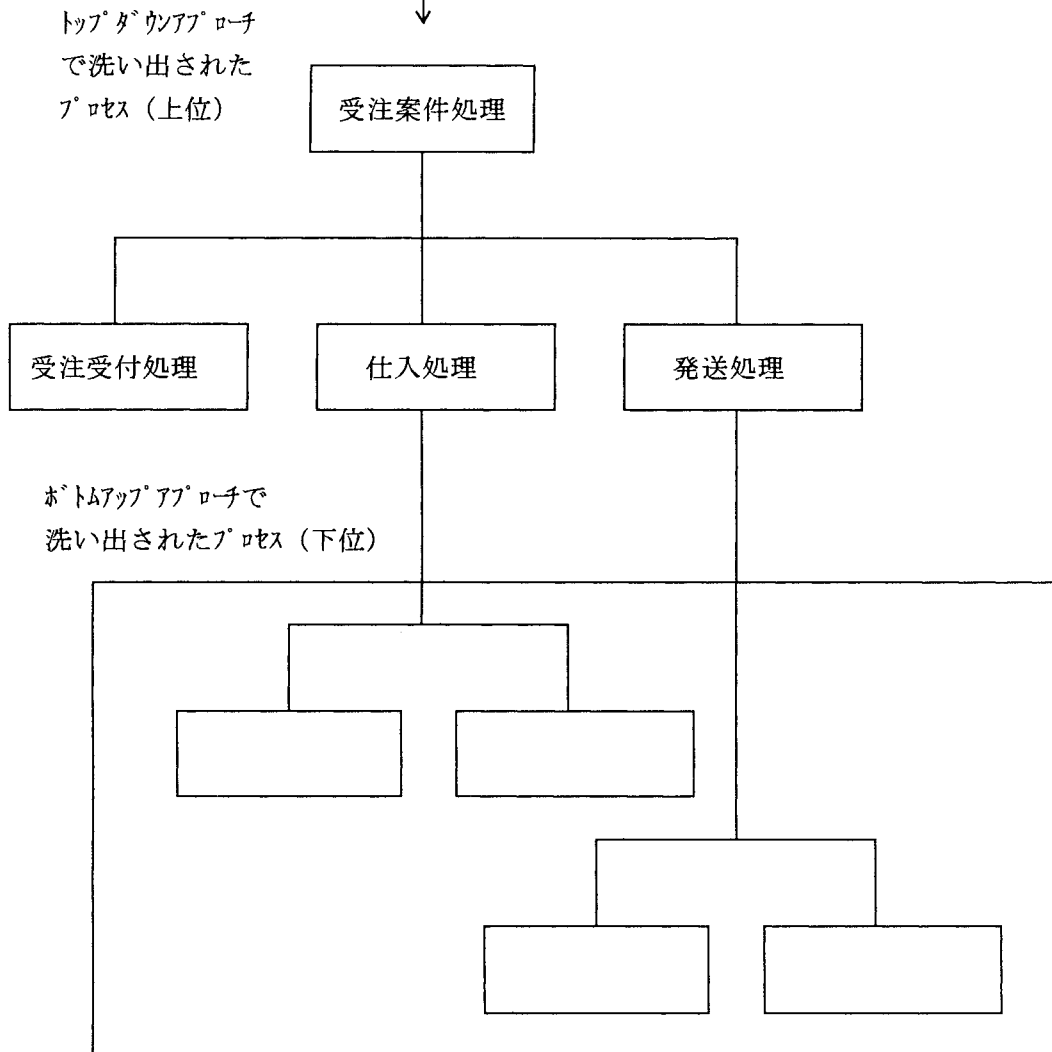 トップダウンアプローチ
で洗い出された
プロセス（上位）
受注案件処理
受注受付処理
仕入処理
発送処理
ボトムアップアプローチで
洗い出されたプロセス（下位）